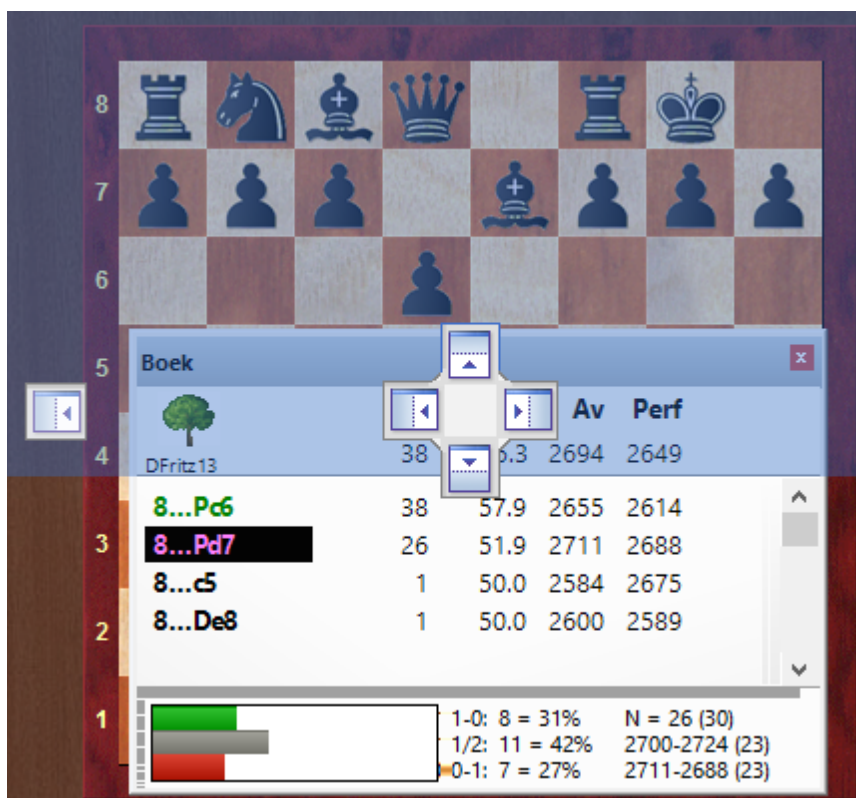 8
7
6
5
Boek x
Av Perf
4
DFritz13 38 2694 2649
8...Pc6 38 57.9 2655 2614
3
8...Pd7 26 51.9 2711 2688
8...c5 1 50.0 2584 2675
2
8...De8 1 50.0 2600 2589
1
1-0: 8 = 31% N = 26 (30)
1/2: 11 = 42% 2700-2724 (23)
0-1: 7 = 27% 2711-2688 (23)